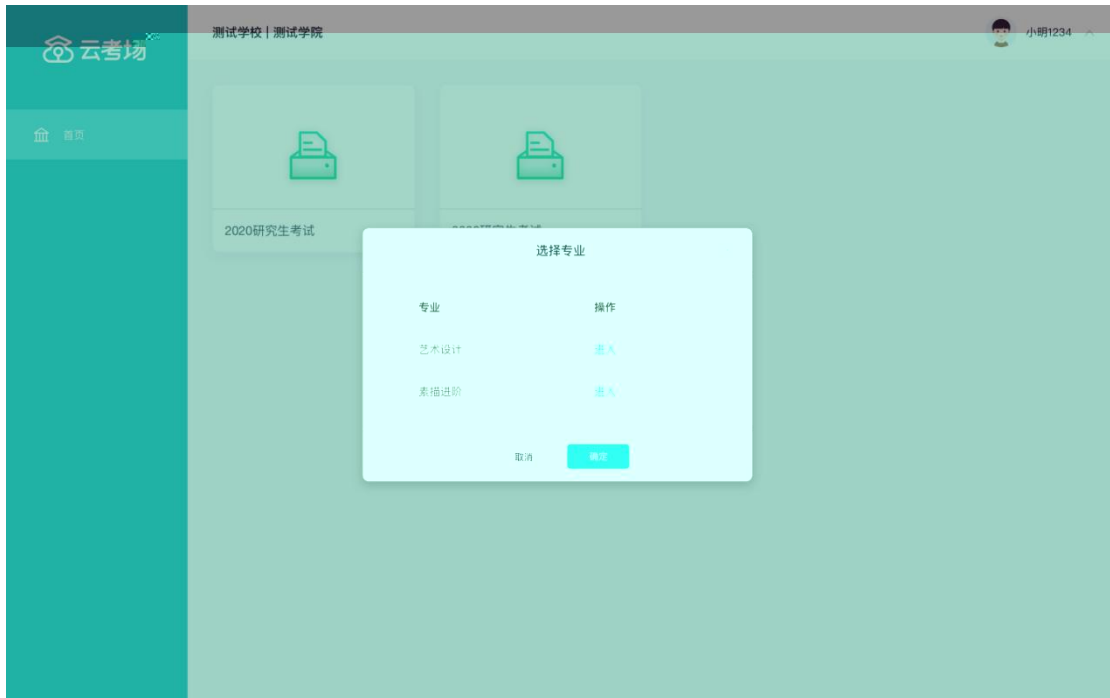 云考场
测试学校 | 测试学院
小明1234
首页
2020研究生考试
选择专业
专业
操作
艺术设计
进入
素描进阶
进入
取消
确定